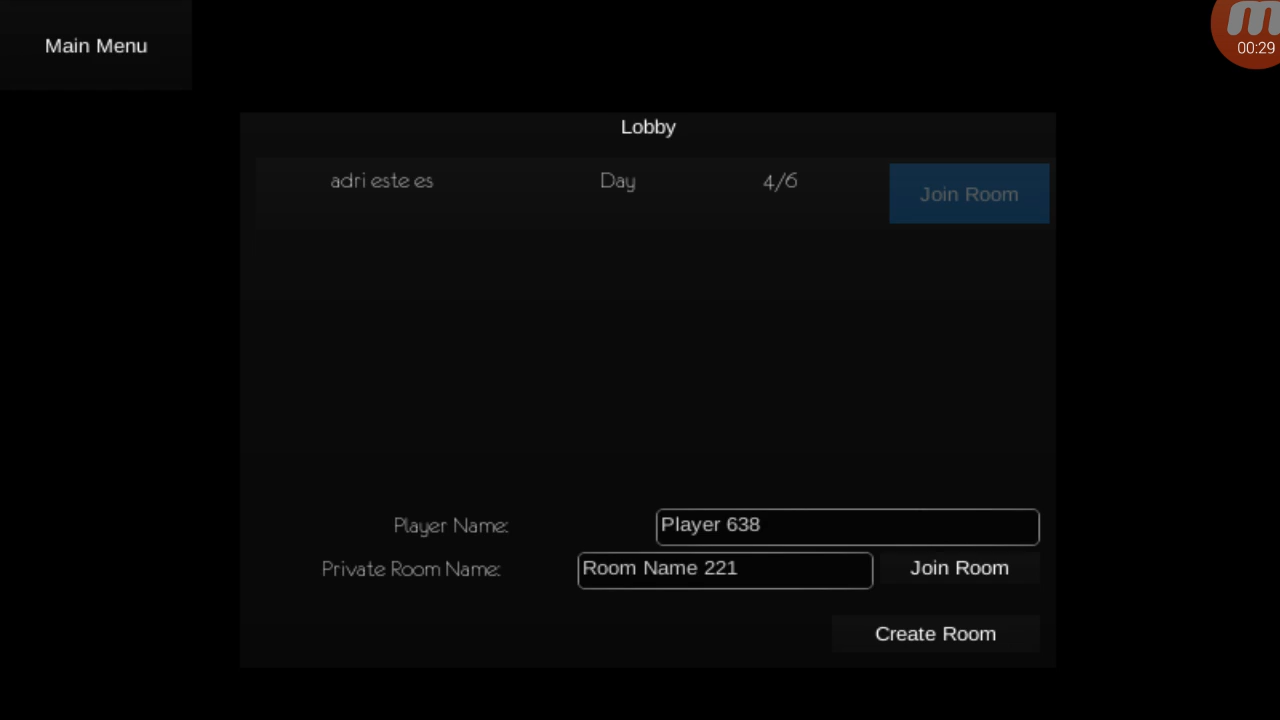 Main Menu
00:29
Lobby
adri este es Day 4/6 Join Room
Player Name: Player 638
Private Room Name: Room Name 221 Join Room
Create Room